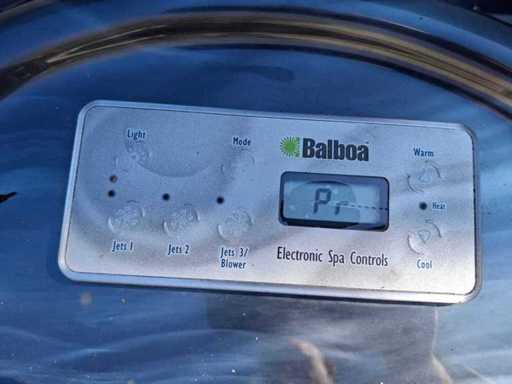 Light
Mode
Balboa
Warm
Pr
Heat
Jets 1
Jets 2
Jets 3/
Blower
Electronic Spa Controls
Cool